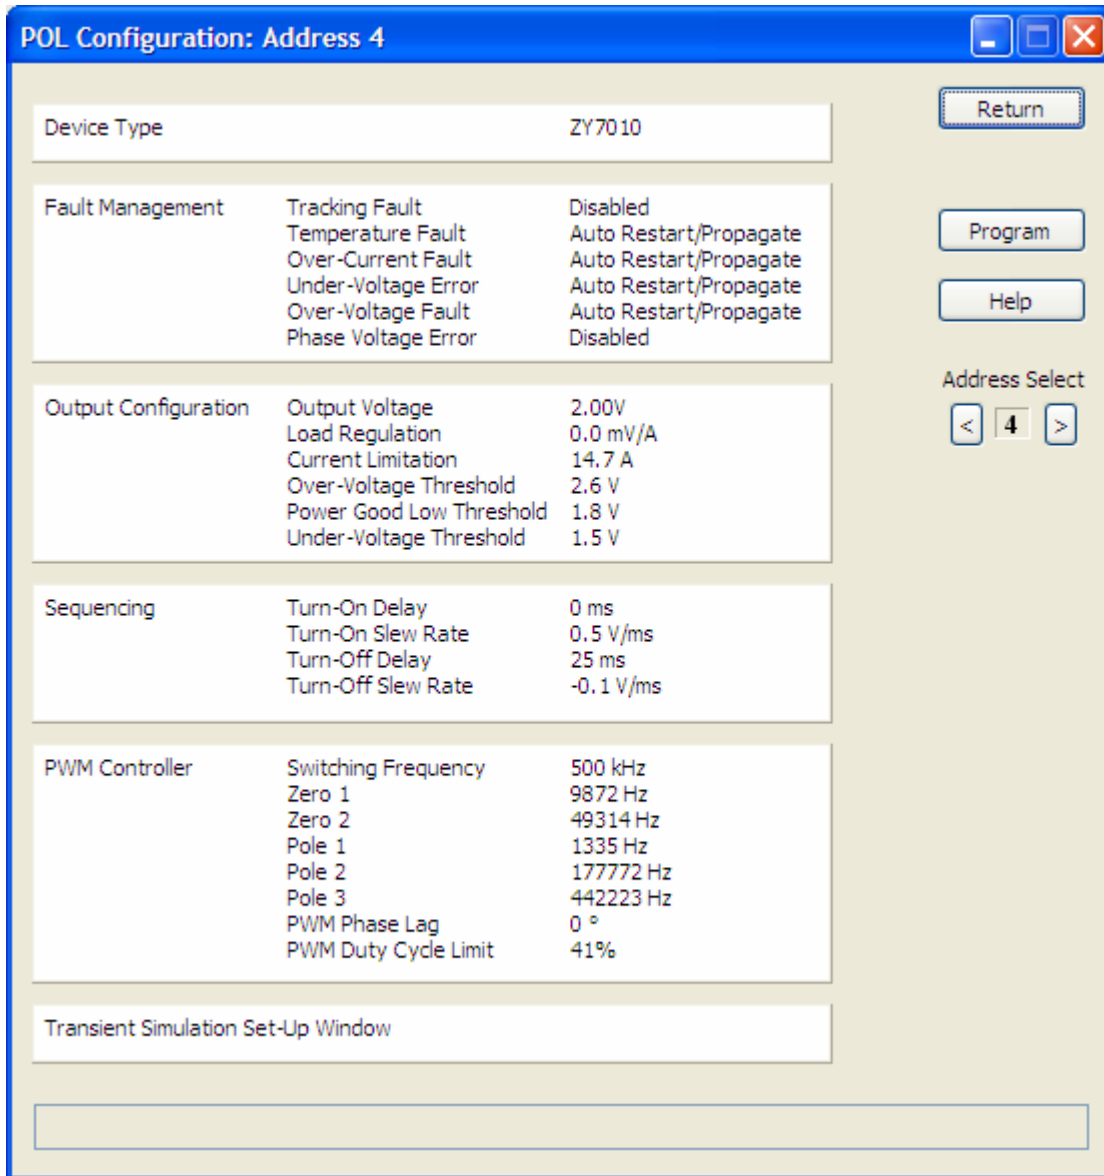 POL Configuration: Address 4
Return
Device Type ZY7010
Fault Management Tracking Fault Disabled
Temperature Fault Auto Restart/Propagate
Program
Over-Current Fault Auto Restart/Propagate
Under-Voltage Error Auto Restart/Propagate
Over-Voltage Fault Auto Restart/Propagate
Help
Phase Voltage Error Disabled
Address Select
Output Configuration Output Voltage 2.00V
< 4 >
Load Regulation 0.0 mV/A
Current Limitation 14.7 A
Over-Voltage Threshold 2.6 V
Power Good Low Threshold 1.8 V
Under-Voltage Threshold 1.5 V
Sequencing Turn-On Delay 0 ms
Turn-On Slew Rate 0.5 V/ms
Turn-Off Delay 25 ms
Turn-Off Slew Rate -0.1 V/ms
PWM Controller Switching Frequency 500 kHz
Zero 1 9872 Hz
Zero 2 49314 Hz
Pole 1 1335 Hz
Pole 2 177772 Hz
Pole 3 442223 Hz
PWM Phase Lag 0 °
PWM Duty Cycle Limit 41%
Transient Simulation Set-Up Window